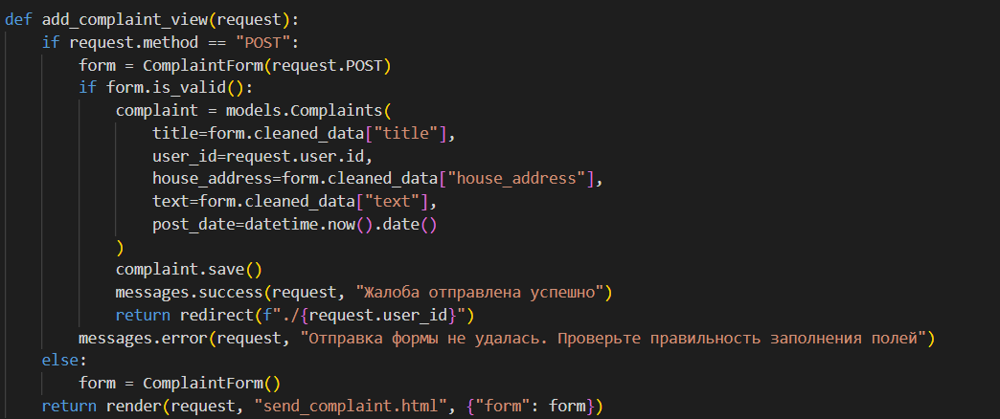 def add_complaint_view(request):
    if request.method == "POST":
        form = ComplaintForm(request.POST)
        if form.is_valid():
            complaint = models.Complaints(
                title=form.cleaned_data["title"],
                user_id=request.user.id,
                house_address=form.cleaned_data["house_address"],
                text=form.cleaned_data["text"],
                post_date=datetime.now().date()
            )
            complaint.save()
            messages.success(request, "Жалоба отправлена успешно")
            return redirect(f"./{request.user_id}")
        messages.error(request, "Отправка формы не удалась. Проверьте правильность заполнения полей")
    else:
        form = ComplaintForm()
    return render(request, "send_complaint.html", {"form": form})